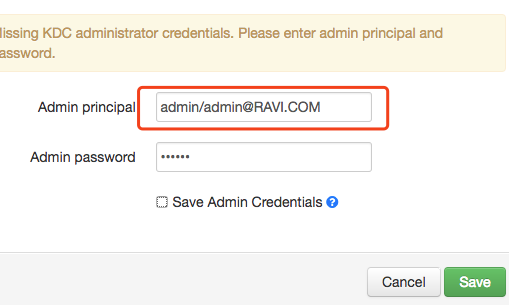 lissing KDC administrator credentials. Please enter admin principal and
assword.
Admin principal
admin/admin@RAVI.COM
Admin password
••••••
Save Admin Credentials ?
Cancel Save